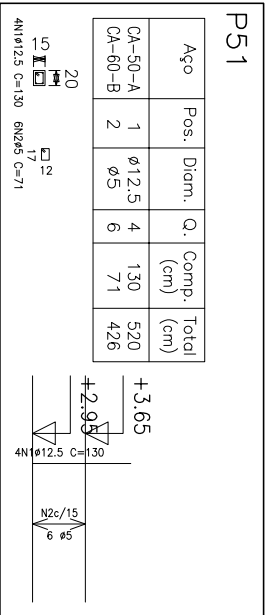 P51
Aço Pos. Diam. Q. Comp. (cm) Total (cm)
CA-50-A 1 ø12.5 4 130 520
CA-60-B 2 ø5 6 71 426
20
15
4N1ø12.5 C=130
12
17
6N2ø5 C=71
+3.65
+2.95
4N1ø12.5 C=130
N2c/15
6 ø5